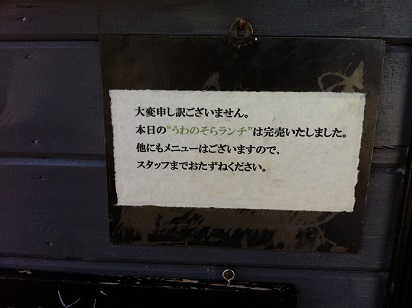 大変申し訳ございません。
本日の“うわのそらランチ”は完売いたしました。
他にもメニューはございますので、
スタッフまでおたずねください。